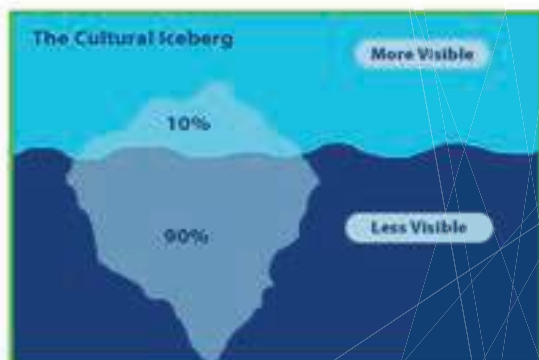 The Cultural Iceberg
More Visible
10%
90%
Less Visible